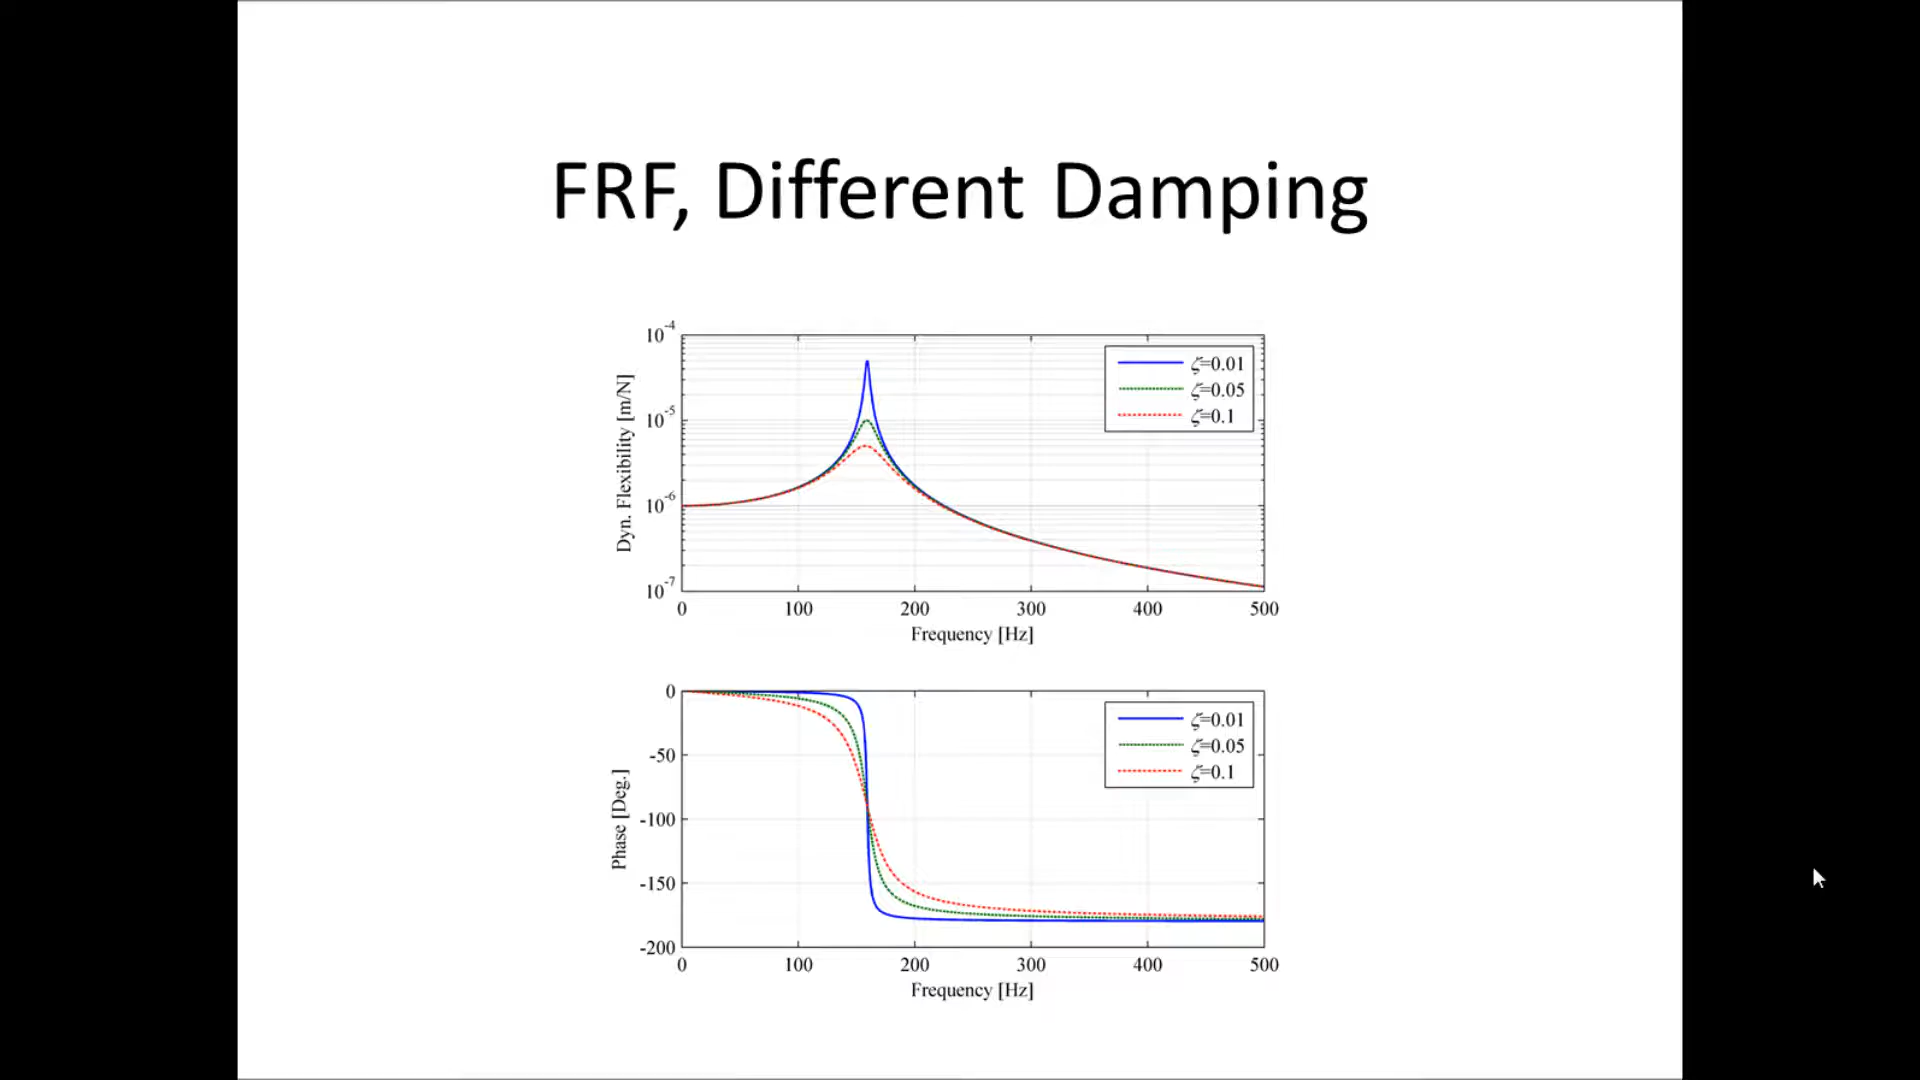 FRF, Different Damping
10-4
10-5
10-6
10-7
Dyn. Flexibility [m/N]
ζ=0.01
ζ=0.05
ζ=0.1
0 100 200 300 400 500
Frequency [Hz]
0
-50
-100
-150
-200
Phase [Deg.]
ζ=0.01
ζ=0.05
ζ=0.1
0 100 200 300 400 500
Frequency [Hz]